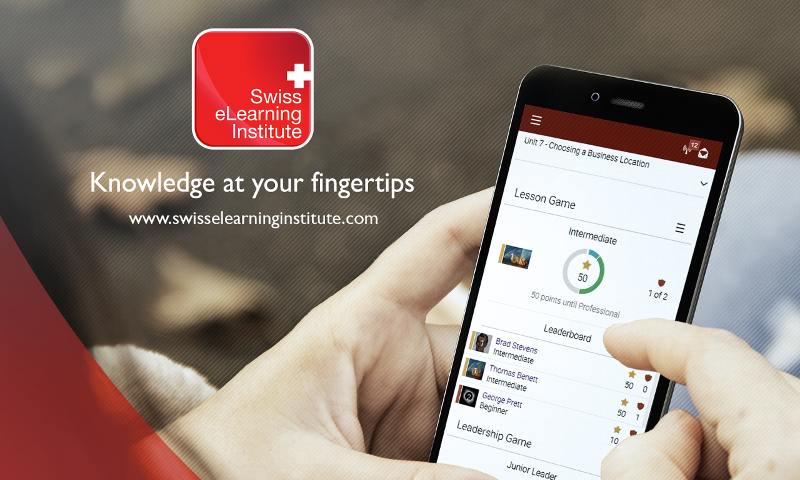 Swiss
eLearning
Institute
Knowledge at your fingertips
www.swisselearninginstitute.com
12
Unit 7 - Choosing a Business Location
Lesson Game
Intermediate
50
1 of 2
50 points until Professional
Leaderboard
Brad Stevens
Intermediate
50 0
Thomas Benett
Intermediate
50 1
George Prett
Beginner
10
Leadership Game
Junior Leader